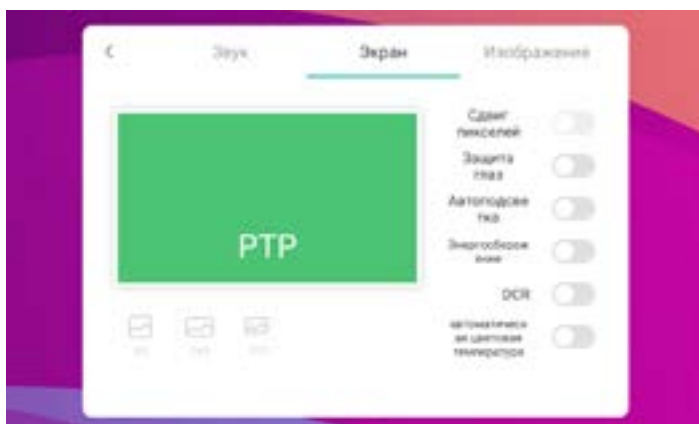 Звук
Экран
Изображение
PTP
Сдвиг
пикселей
Защита
глаз
Автоподсве
тка
Энергосбереж
ение
DCR
автоматическ
ая цветовая
температура